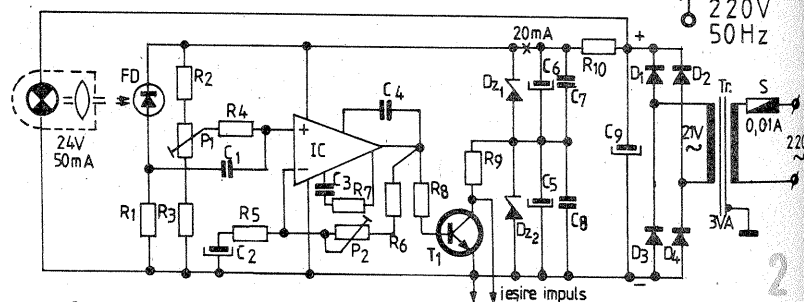 220V
50Hz
+
20mA
R10
FD
R2
Dz1
C6
C7
D1
D2
Tr.
S
C4
R4
P1
+
IC
−
21V
~
0,01A
220
24V
50mA
C1
C3
R7
R9
C9
R1
R3
R5
C2
P2
R6
R8
T1
Dz2
C5
C8
D3
D4
3VA
−
ieşire impuls
2